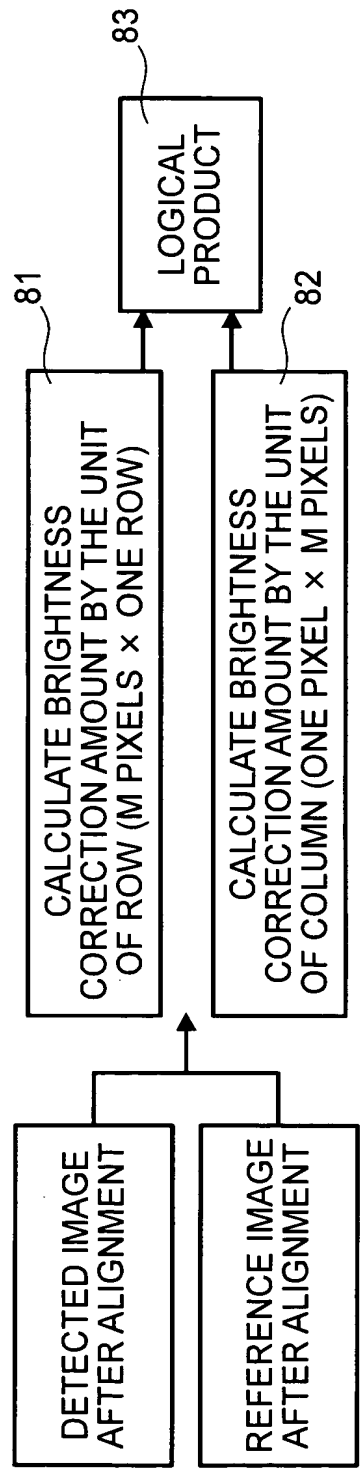 DETECTED IMAGE
AFTER ALIGNMENT
REFERENCE IMAGE
AFTER ALIGNMENT
81
CALCULATE BRIGHTNESS
CORRECTION AMOUNT BY THE UNIT
OF ROW (M PIXELS × ONE ROW)
82
CALCULATE BRIGHTNESS
CORRECTION AMOUNT BY THE UNIT
OF COLUMN (ONE PIXEL × M PIXELS)
83
LOGICAL
PRODUCT